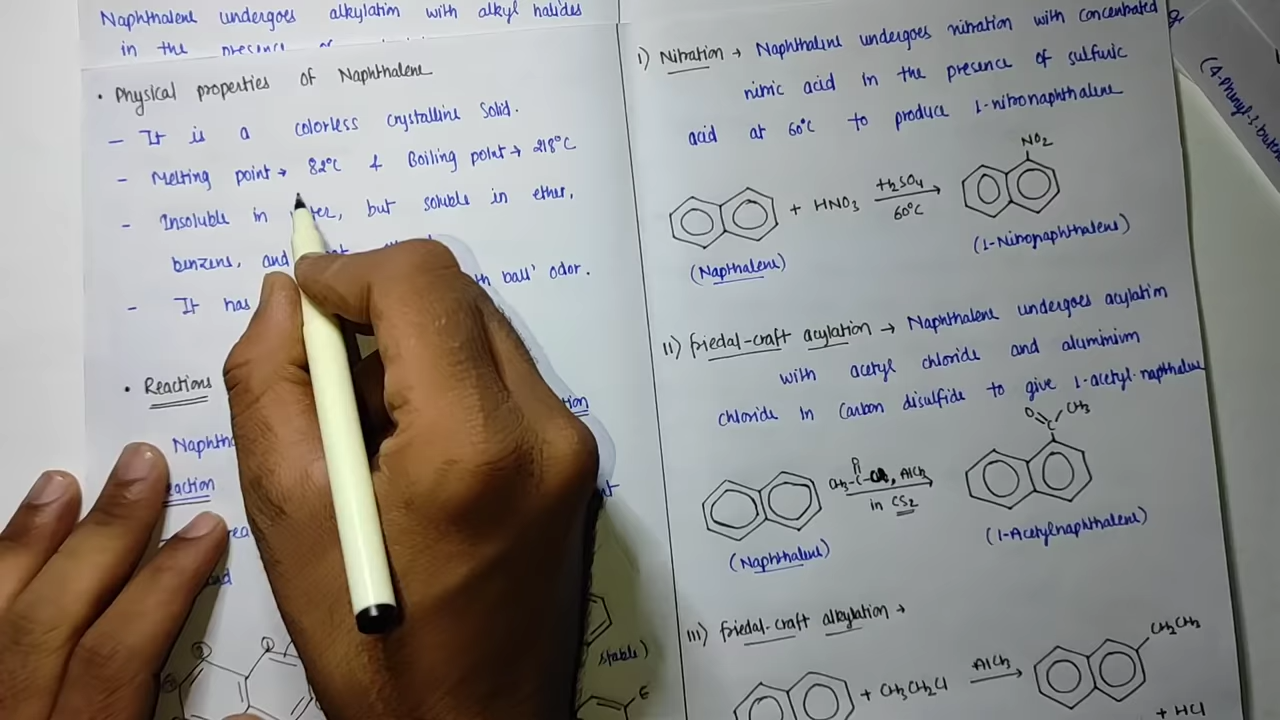 Naphthalene undergoes alkylation with alkyl halides
in the presence
• Physical properties of Naphthalene
– It is a colorless crystalline solid.
– Melting point → 82°C & Boiling point → 218°C
– Insoluble in water, but soluble in ether,
benzene, and
– It has ball' odor.
• Reactions
i) Nitration → Naphthalene undergoes nitration with concentrated
nitric acid in the presence of sulfuric
acid at 60°C to produce 1-nitronaphthalene
NO2
+ HNO3 H2SO4
60°C
(Napthalene)
(1-Nitronaphthalene)
ii) Friedal-craft acylation → Naphthalene undergoes acylation
with acetyl chloride and aluminium
chloride in Carbon disulfide to give 1-acetyl-napthalene
O C CH3
in CS2
(Naphthalene)
(1-Acetylnaphthalene)
iii) Friedal-craft alkylation →
CH2CH3
+ CH3CH2Cl AlCl3
+ HCl
stable)
E